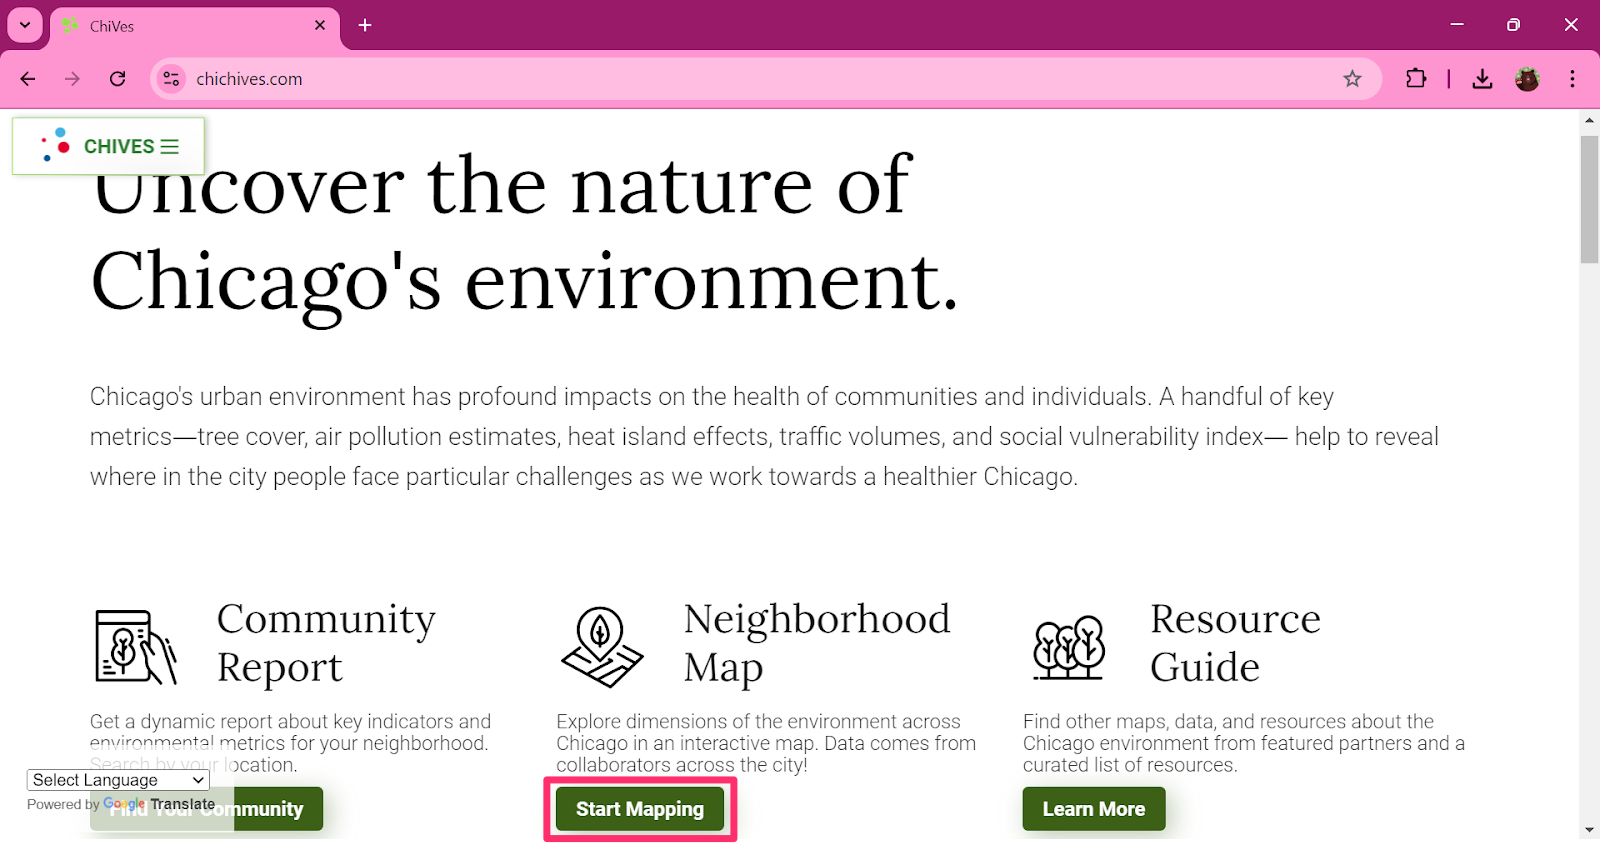 ChiVes
chichives.com
CHIVES
Uncover the nature of
Chicago's environment.
Chicago's urban environment has profound impacts on the health of communities and individuals. A handful of key
metrics—tree cover, air pollution estimates, heat island effects, traffic volumes, and social vulnerability index— help to reveal
where in the city people face particular challenges as we work towards a healthier Chicago.
Community
Report
Get a dynamic report about key indicators and
environmental metrics for your neighborhood.
Search by your location.
Find Your Community
Neighborhood
Map
Explore dimensions of the environment across
Chicago in an interactive map. Data comes from
collaborators across the city!
Start Mapping
Resource
Guide
Find other maps, data, and resources about the
Chicago environment from featured partners and a
curated list of resources.
Learn More
Select Language
Powered by Google Translate